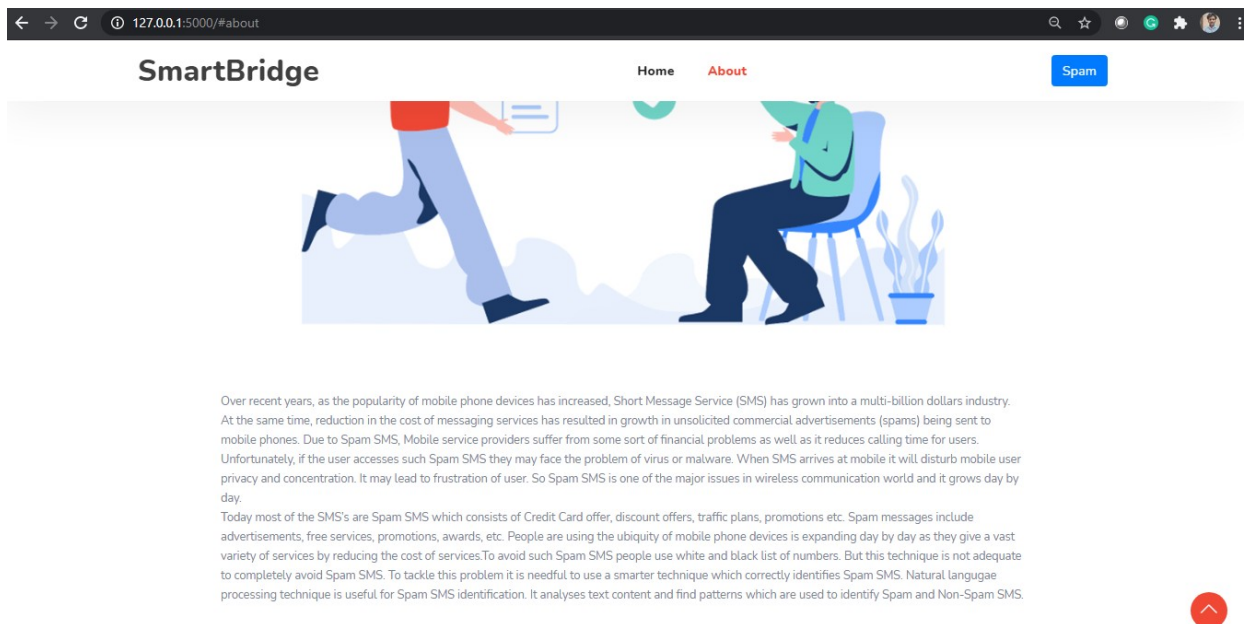 127.0.0.1:5000/#about
SmartBridge
Home
About
Spam
Over recent years, as the popularity of mobile phone devices has increased, Short Message Service (SMS) has grown into a multi-billion dollars industry.
At the same time, reduction in the cost of messaging services has resulted in growth in unsolicited commercial advertisements (spams) being sent to
mobile phones. Due to Spam SMS, Mobile service providers suffer from some sort of financial problems as well as it reduces calling time for users.
Unfortunately, if the user accesses such Spam SMS they may face the problem of virus or malware. When SMS arrives at mobile it will disturb mobile user
privacy and concentration. It may lead to frustration of user. So Spam SMS is one of the major issues in wireless communication world and it grows day by
day.
Today most of the SMS's are Spam SMS which consists of Credit Card offer, discount offers, traffic plans, promotions etc. Spam messages include
advertisements, free services, promotions, awards, etc. People are using the ubiquity of mobile phone devices is expanding day by day as they give a vast
variety of services by reducing the cost of services.To avoid such Spam SMS people use white and black list of numbers. But this technique is not adequate
to completely avoid Spam SMS. To tackle this problem it is needful to use a smarter technique which correctly identifies Spam SMS. Natural langugae
processing technique is useful for Spam SMS identification. It analyses text content and find patterns which are used to identify Spam and Non-Spam SMS.